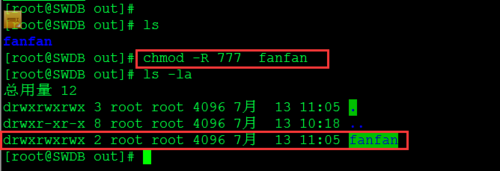 [root@SWDB out]#
[root@SWDB out]# ls
fanfan
[root@SWDB out]# chmod -R 777  fanfan
[root@SWDB out]# ls -la
总用量 12
drwxrwxrwx 3 root root 4096 7月  13 11:05 .
drwxr-xr-x 8 root root 4096 7月  13 10:18 ..
drwxrwxrwx 2 root root 4096 7月  13 11:05 fanfan
[root@SWDB out]#